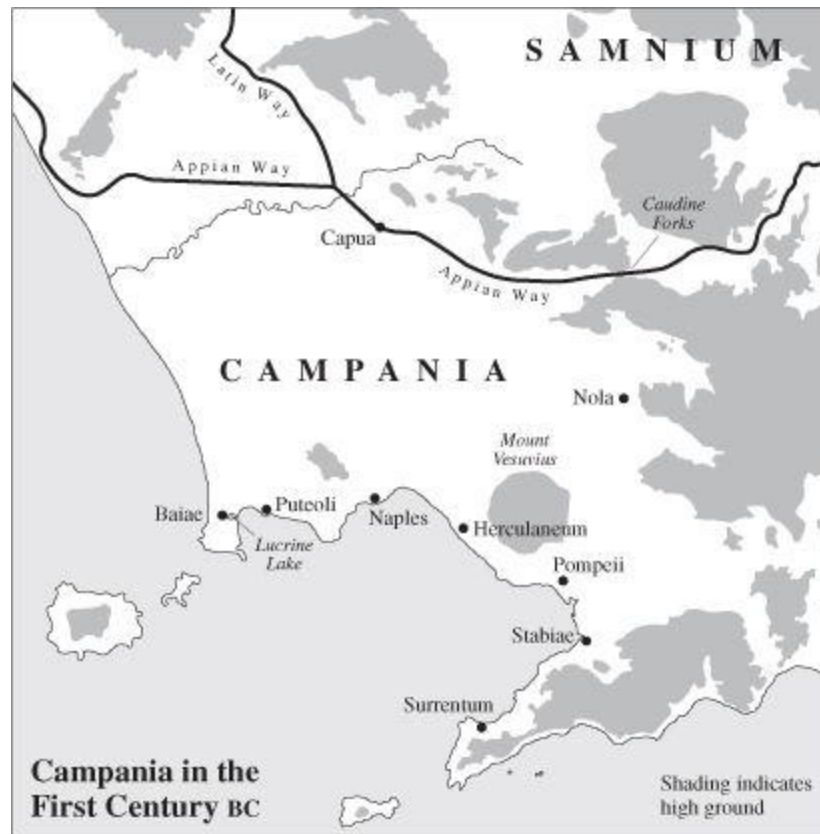 SAMNIUM
Latin Way
Appian Way
Caudine
Forks
Capua
Appian Way
CAMPANIA
Nola
Mount
Vesuvius
Baiae
Puteoli
Naples
Herculaneum
Lucrine
Lake
Pompeii
Stabiae
Surrentum
Campania in the
First Century BC
Shading indicates
high ground